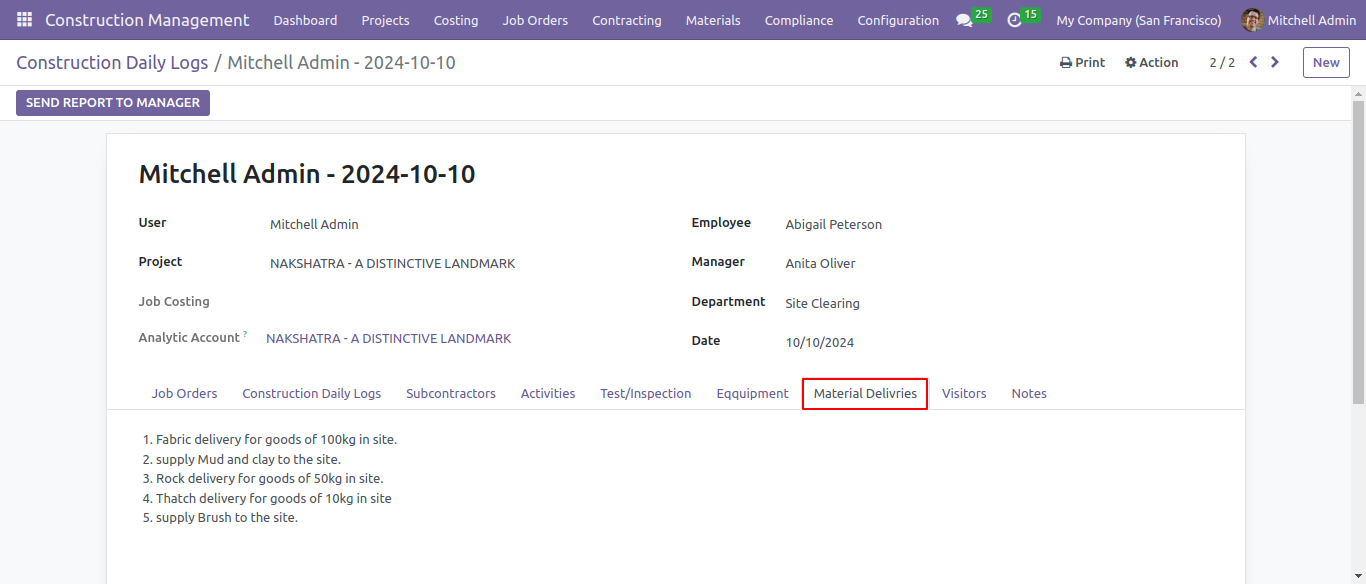 Construction Management Dashboard Projects Costing Job Orders Contracting Materials Compliance Configuration 25 15 My Company (San Francisco) Mitchell Admin
Construction Daily Logs / Mitchell Admin - 2024-10-10 Print Action 2 / 2 New
SEND REPORT TO MANAGER
Mitchell Admin - 2024-10-10
User Mitchell Admin Employee Abigail Peterson
Project NAKSHATRA - A DISTINCTIVE LANDMARK Manager Anita Oliver
Job Costing Department Site Clearing
Analytic Account ? NAKSHATRA - A DISTINCTIVE LANDMARK Date 10/10/2024
Job Orders Construction Daily Logs Subcontractors Activities Test/Inspection Eqquipment Material Delivries Visitors Notes
1. Fabric delivery for goods of 100kg in site.
2. supply Mud and clay to the site.
3. Rock delivery for goods of 50kg in site.
4. Thatch delivery for goods of 10kg in site
5. supply Brush to the site.